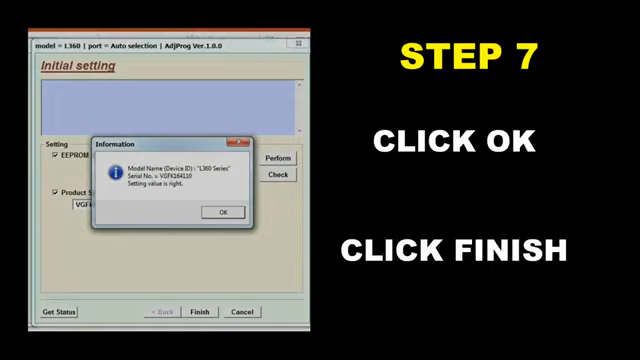 model = L360 | port = Auto selection | AdjProg Ver.1.0.0
Initial setting
Setting
EEPROM
Perform
Check
Product S
VGFK
Information
Model Name (Device ID) : "L360 Series"
Serial No. = VGFK164110
Setting value is right.
OK
Get Status
< Back
Finish
Cancel
STEP 7
CLICK OK
CLICK FINISH